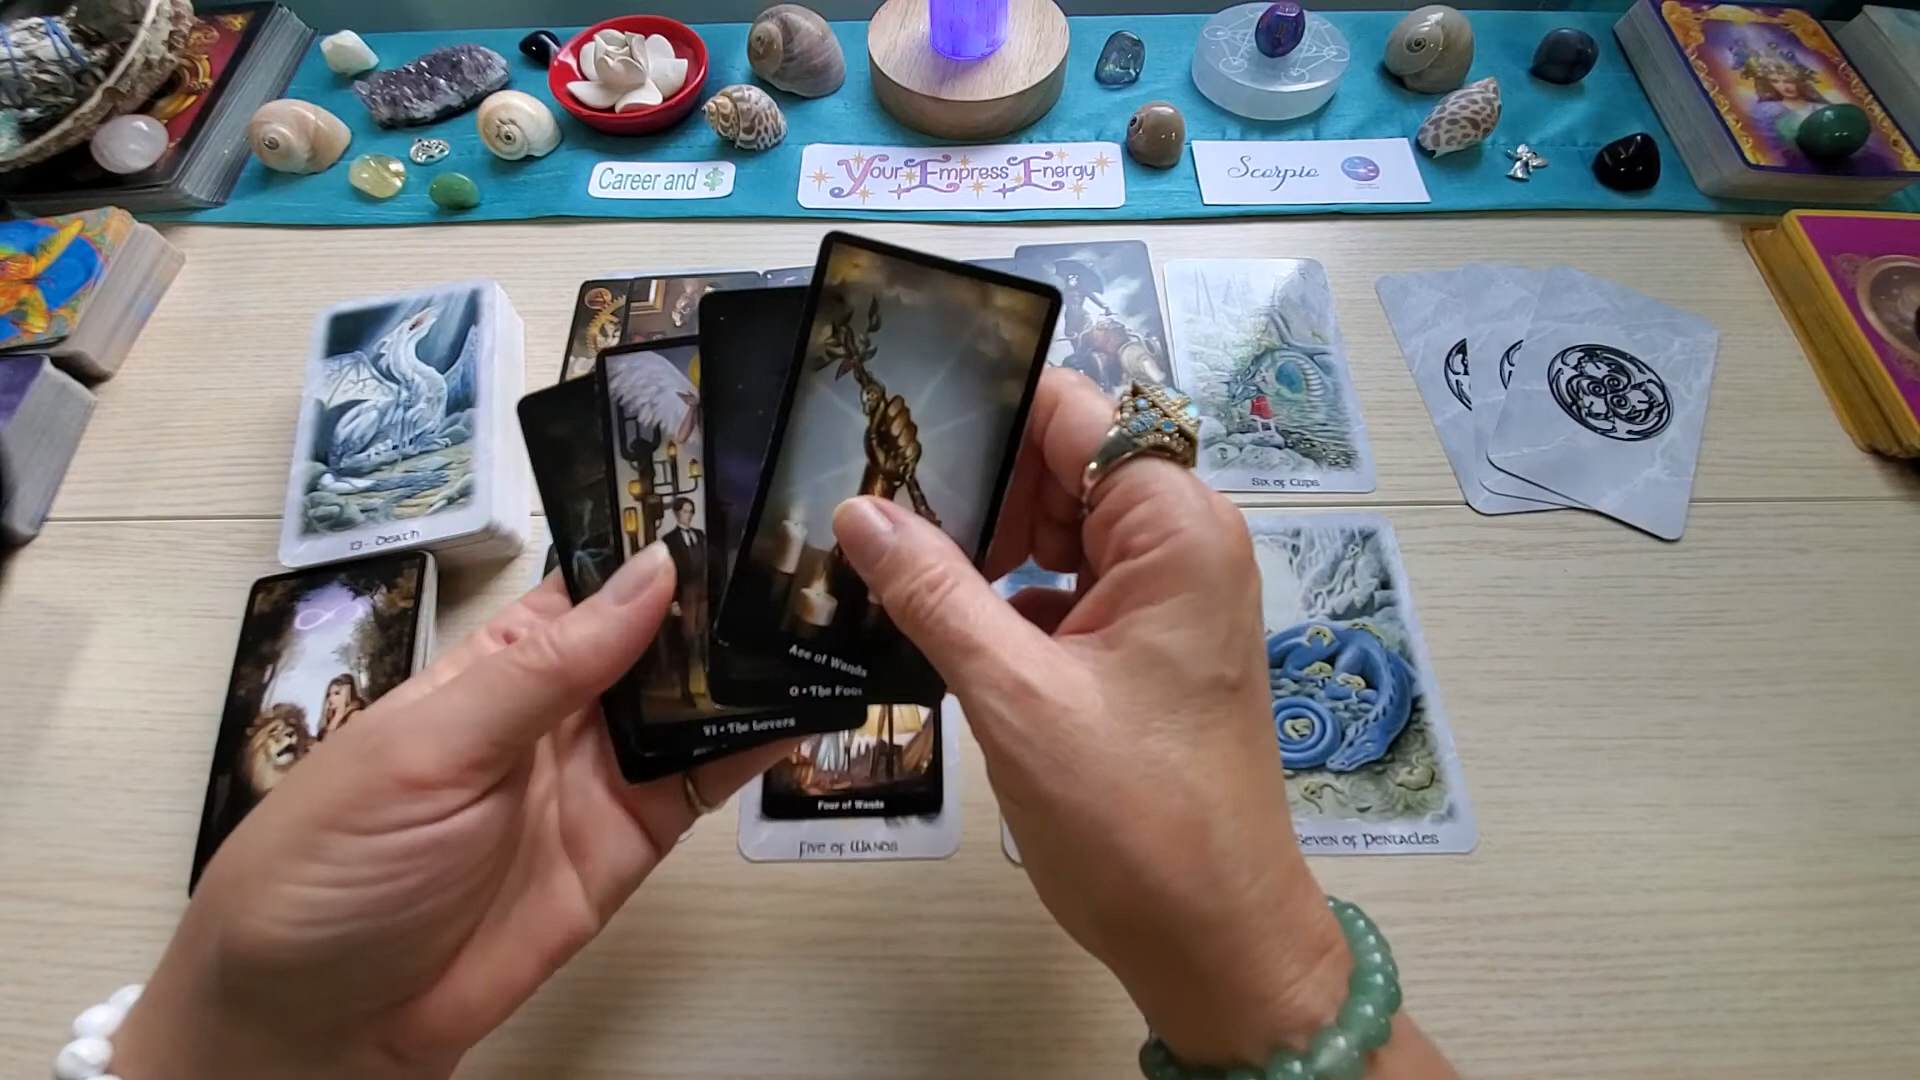 Career and $
Your Empress Energy
Scorpio
Six of Cups
13 - Death
Ace of Wands
0 • The Fool
VI • The Lovers
Four of Wands
Five of Wands
Seven of Pentacles